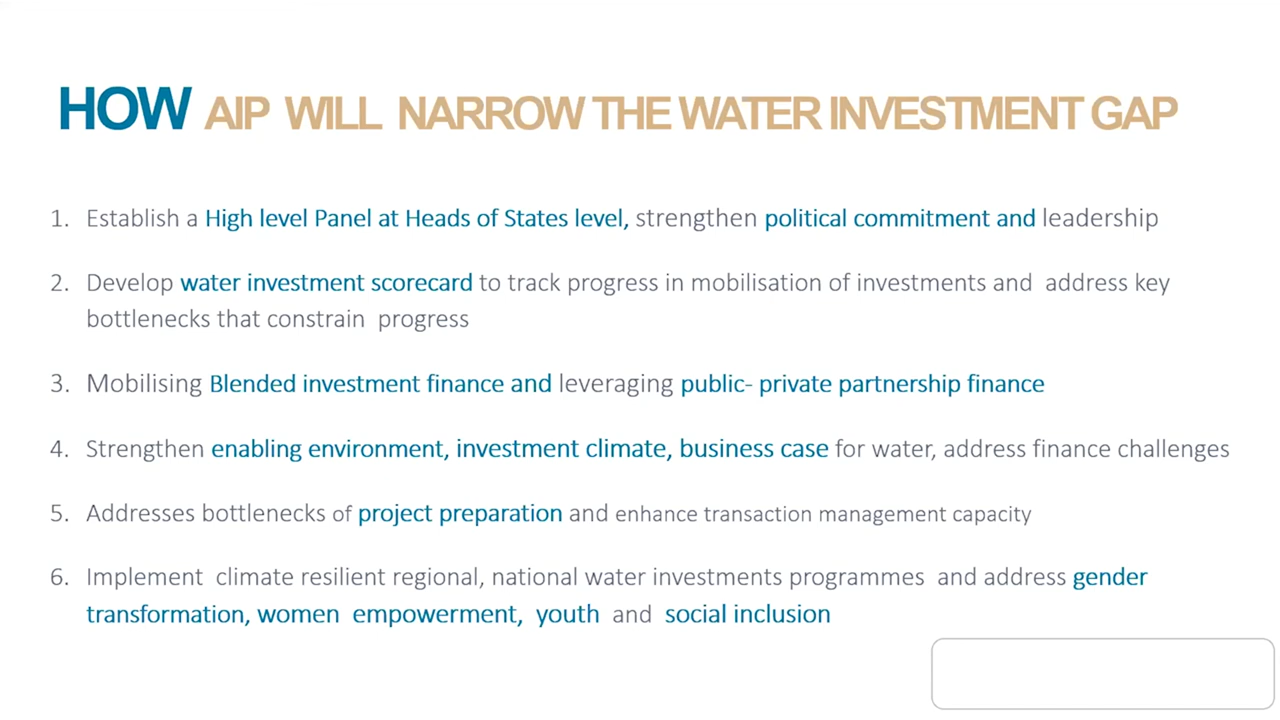 HOW AIP WILL NARROW THE WATER INVESTMENT GAP
1. Establish a High level Panel at Heads of States level, strengthen political commitment and leadership
2. Develop water investment scorecard to track progress in mobilisation of investments and address key
bottlenecks that constrain progress
3. Mobilising Blended investment finance and leveraging public- private partnership finance
4. Strengthen enabling environment, investment climate, business case for water, address finance challenges
5. Addresses bottlenecks of project preparation and enhance transaction management capacity
6. Implement climate resilient regional, national water investments programmes and address gender
transformation, women empowerment, youth and social inclusion